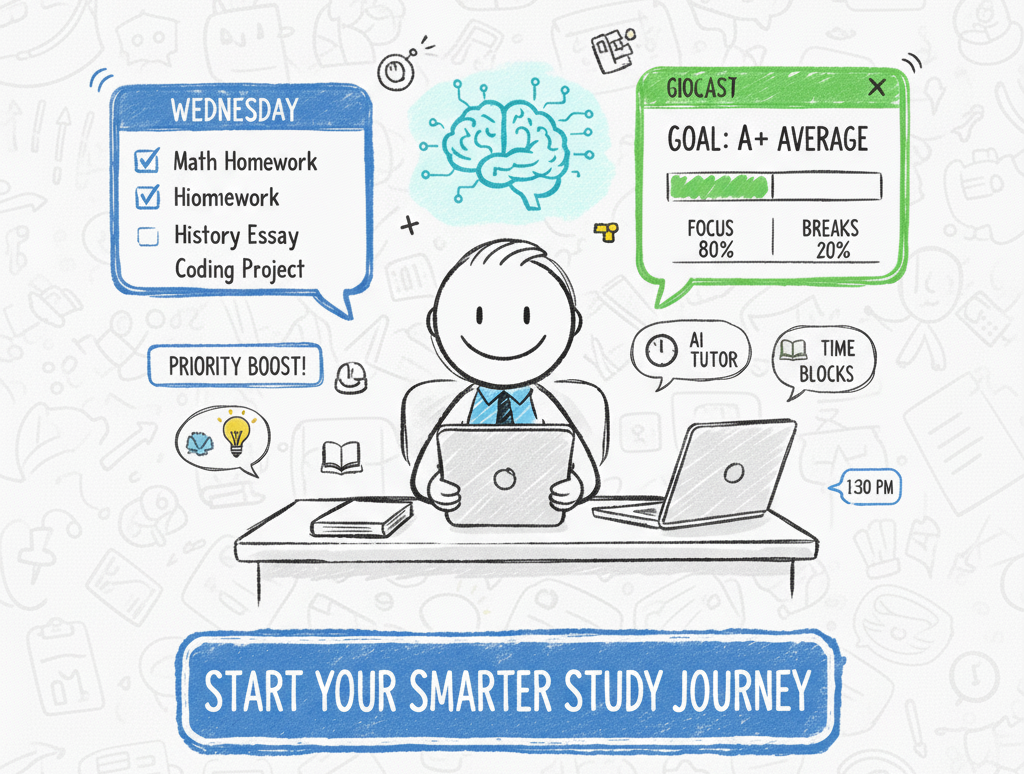 WEDNESDAY
Math Homework
Hiomework
History Essay
Coding Project
GIOCAST
GOAL: A+ AVERAGE
FOCUS
80%
BREAKS
20%
PRIORITY BOOST!
AI
TUTOR
TIME
BLOCKS
130 PM
START YOUR SMARTER STUDY JOURNEY